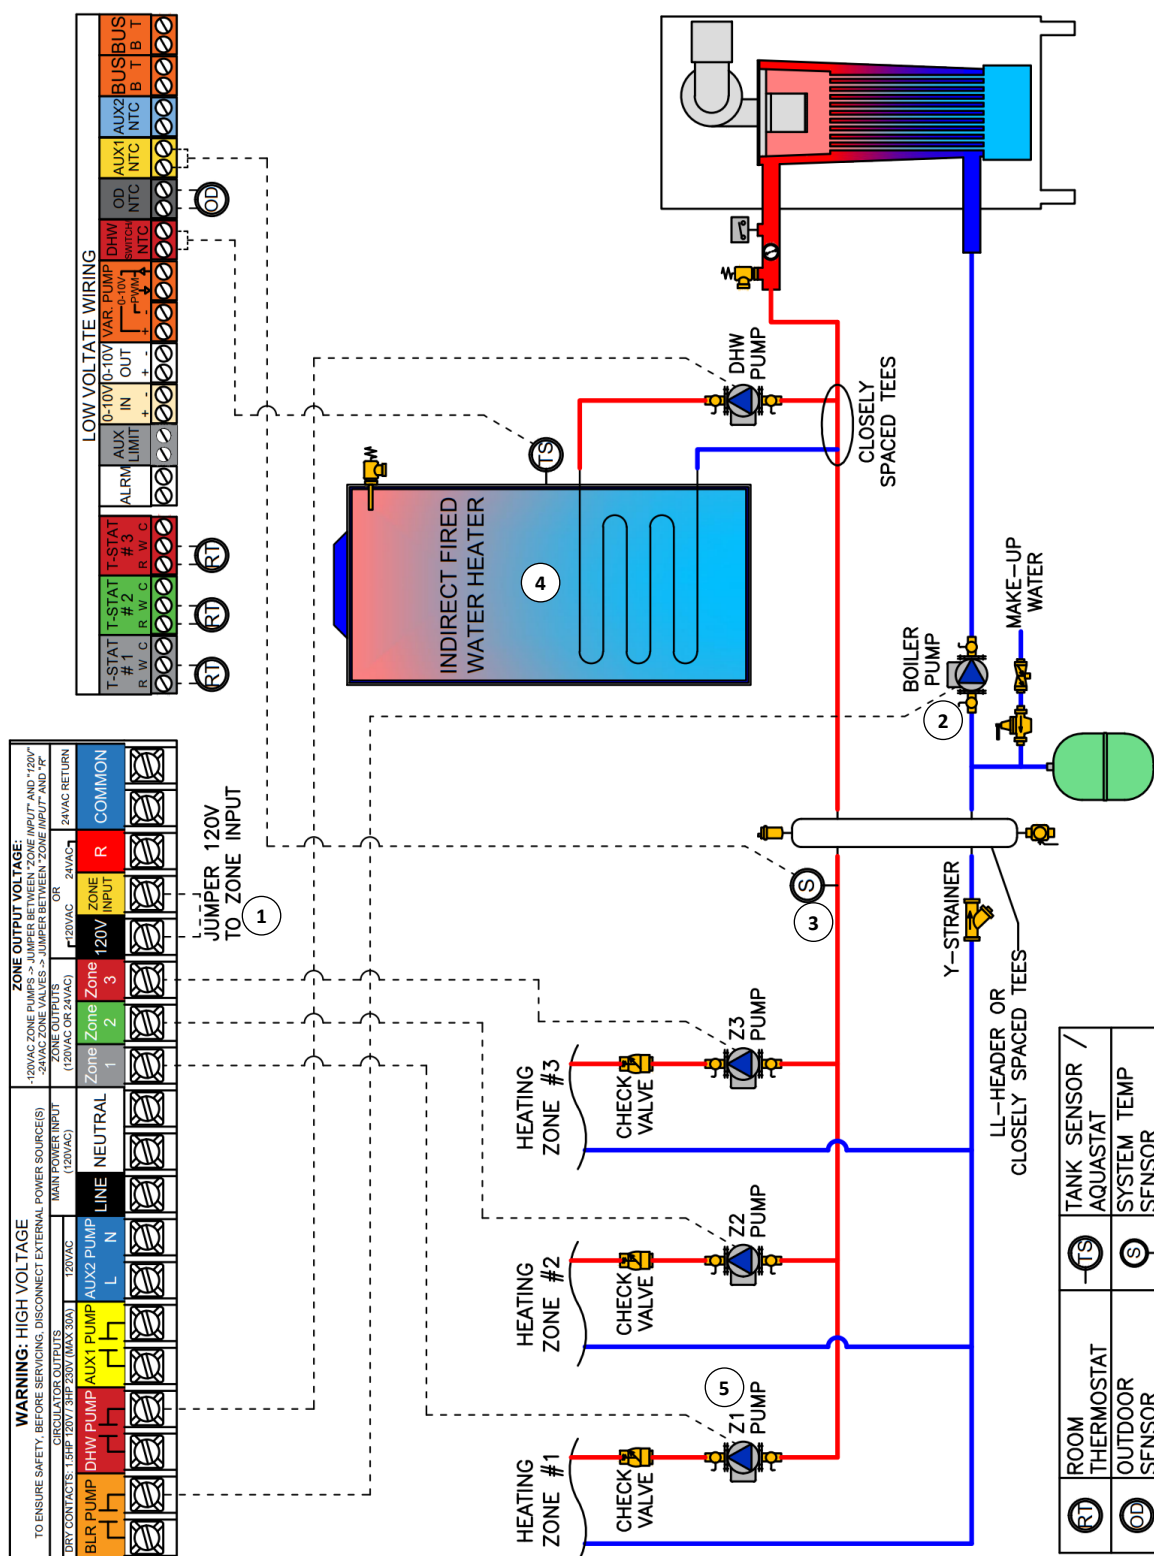 WARNING: HIGH VOLTAGE
TO ENSURE SAFETY, BEFORE SERVICING, DISCONNECT EXTERNAL POWER SOURCE(S)
CIRCULATOR OUTPUTS
DRY CONTACTS: 1.5HP 120V / 3HP 230V (MAX 30A)
120VAC
MAIN POWER INPUT
(120VAC)
BLR PUMP
DHW PUMP
AUX1 PUMP
AUX2 PUMP
L N
LINE
NEUTRAL
ZONE OUTPUT VOLTAGE:
-120VAC ZONE PUMPS -> JUMPER BETWEEN "ZONE INPUT" AND "120V"
-24VAC ZONE VALVES -> JUMPER BETWEEN "ZONE INPUT" AND "R"
ZONE OUTPUTS
(120VAC OR 24VAC)
OR
120VAC
24VAC
24VAC RETURN
Zone
1
Zone
2
Zone
3
120V
ZONE
INPUT
R
COMMON
JUMPER 120V
TO ZONE INPUT
1
LOW VOLTATE WIRING
T-STAT
# 1
R W C
T-STAT
# 2
R W C
T-STAT
# 3
R W C
ALRM
AUX
LIMIT
0-10V
IN
+ -
0-10V
OUT
+ -
VAR. PUMP
0-10V
PWM
+ -
DHW
SWITCH/
NTC
OD
NTC
AUX1
NTC
AUX2
NTC
BUS
B T
BUS
B T
RT
RT
RT
OD
INDIRECT FIRED
WATER HEATER
4
TS
DHW
PUMP
CLOSELY
SPACED TEES
BOILER
PUMP
2
MAKE-UP
WATER
S
3
Y-STRAINER
LL-HEADER OR
CLOSELY SPACED TEES
HEATING
ZONE #1
CHECK
VALVE
Z1
PUMP
5
HEATING
ZONE #2
CHECK
VALVE
Z2
PUMP
HEATING
ZONE #3
CHECK
VALVE
Z3
PUMP
RT
ROOM
THERMOSTAT
TS
TANK SENSOR /
AQUASTAT
OD
OUTDOOR
SENSOR
S
SYSTEM TEMP
SENSOR